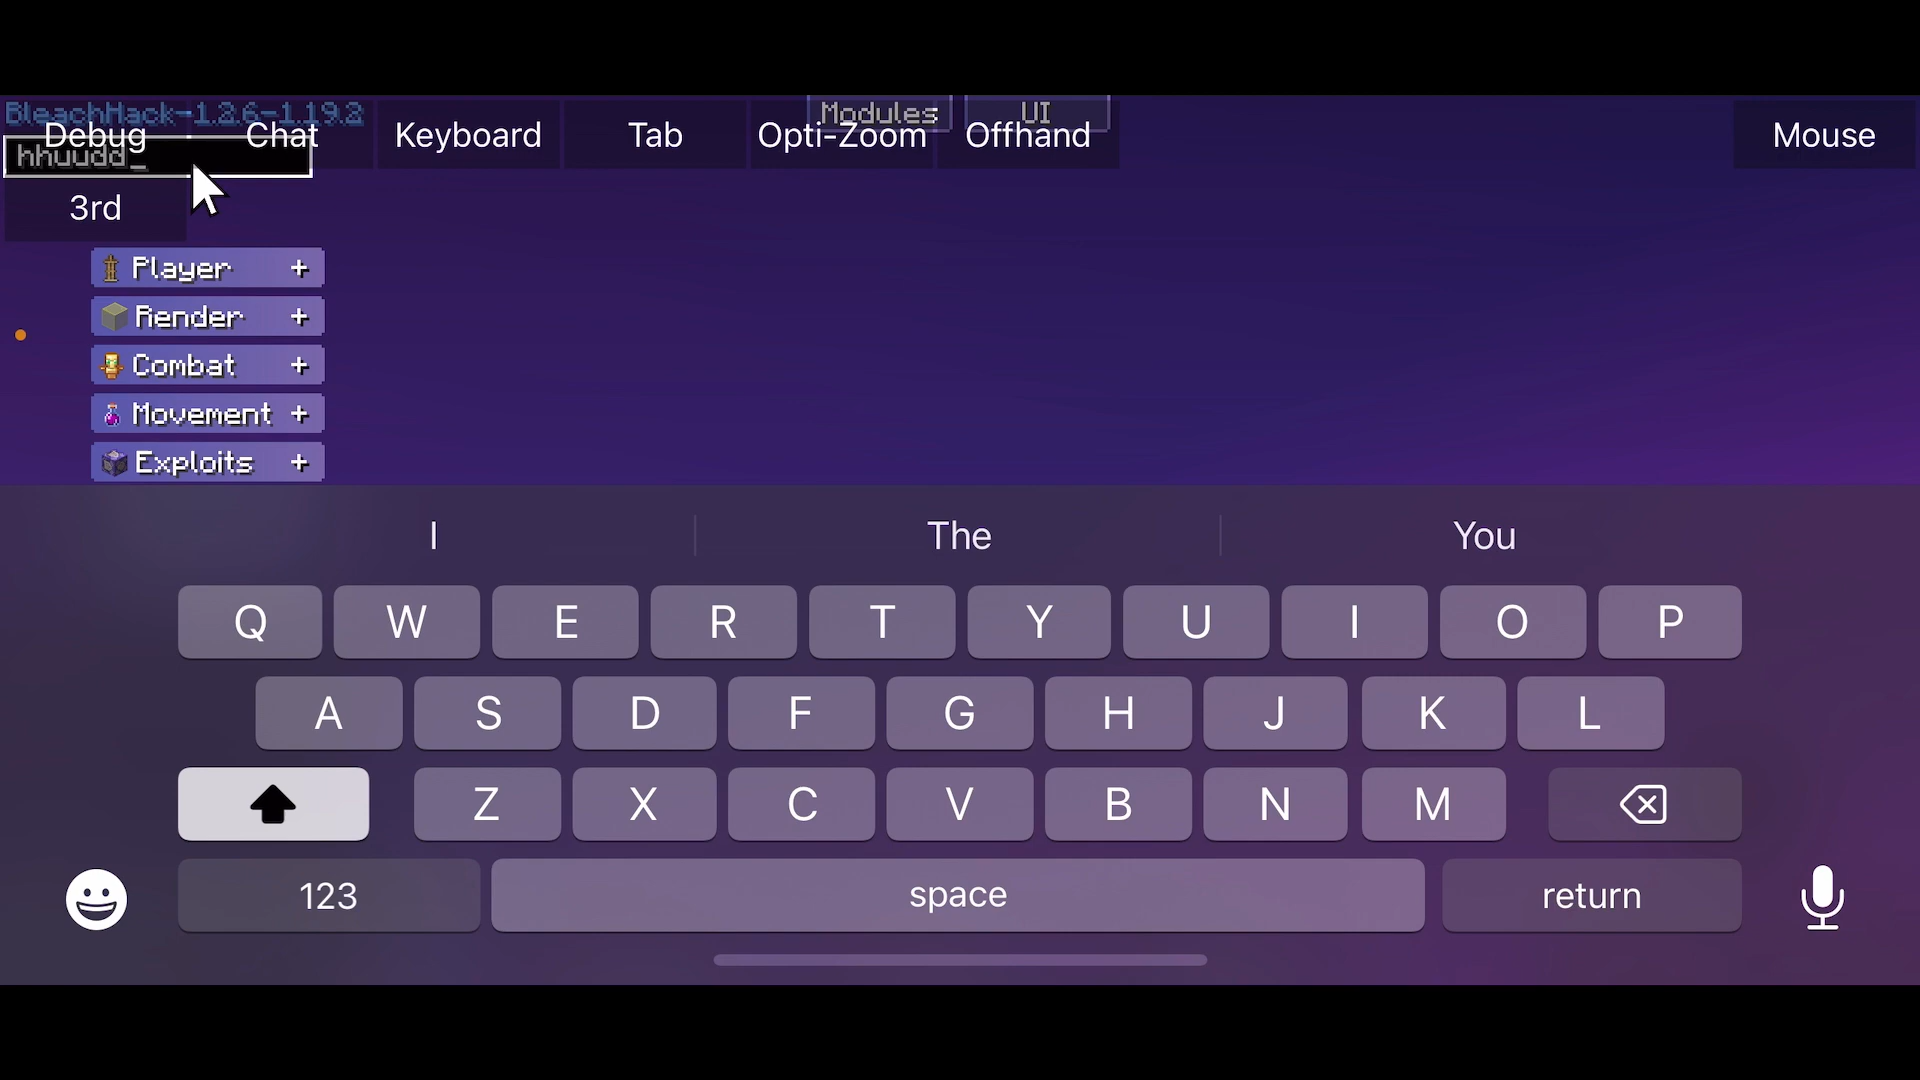 BleachHack-1.2.6-1.19.2
Modules
UI
Debug
Chat
Keyboard
Tab
Opti-Zoom
Offhand
Mouse
hhuudd_
3rd
Player +
Render +
Combat +
Movement +
Exploits +
I
The
You
Q W E R T Y U I O P
A S D F G H J K L
Z X C V B N M
123
space
return